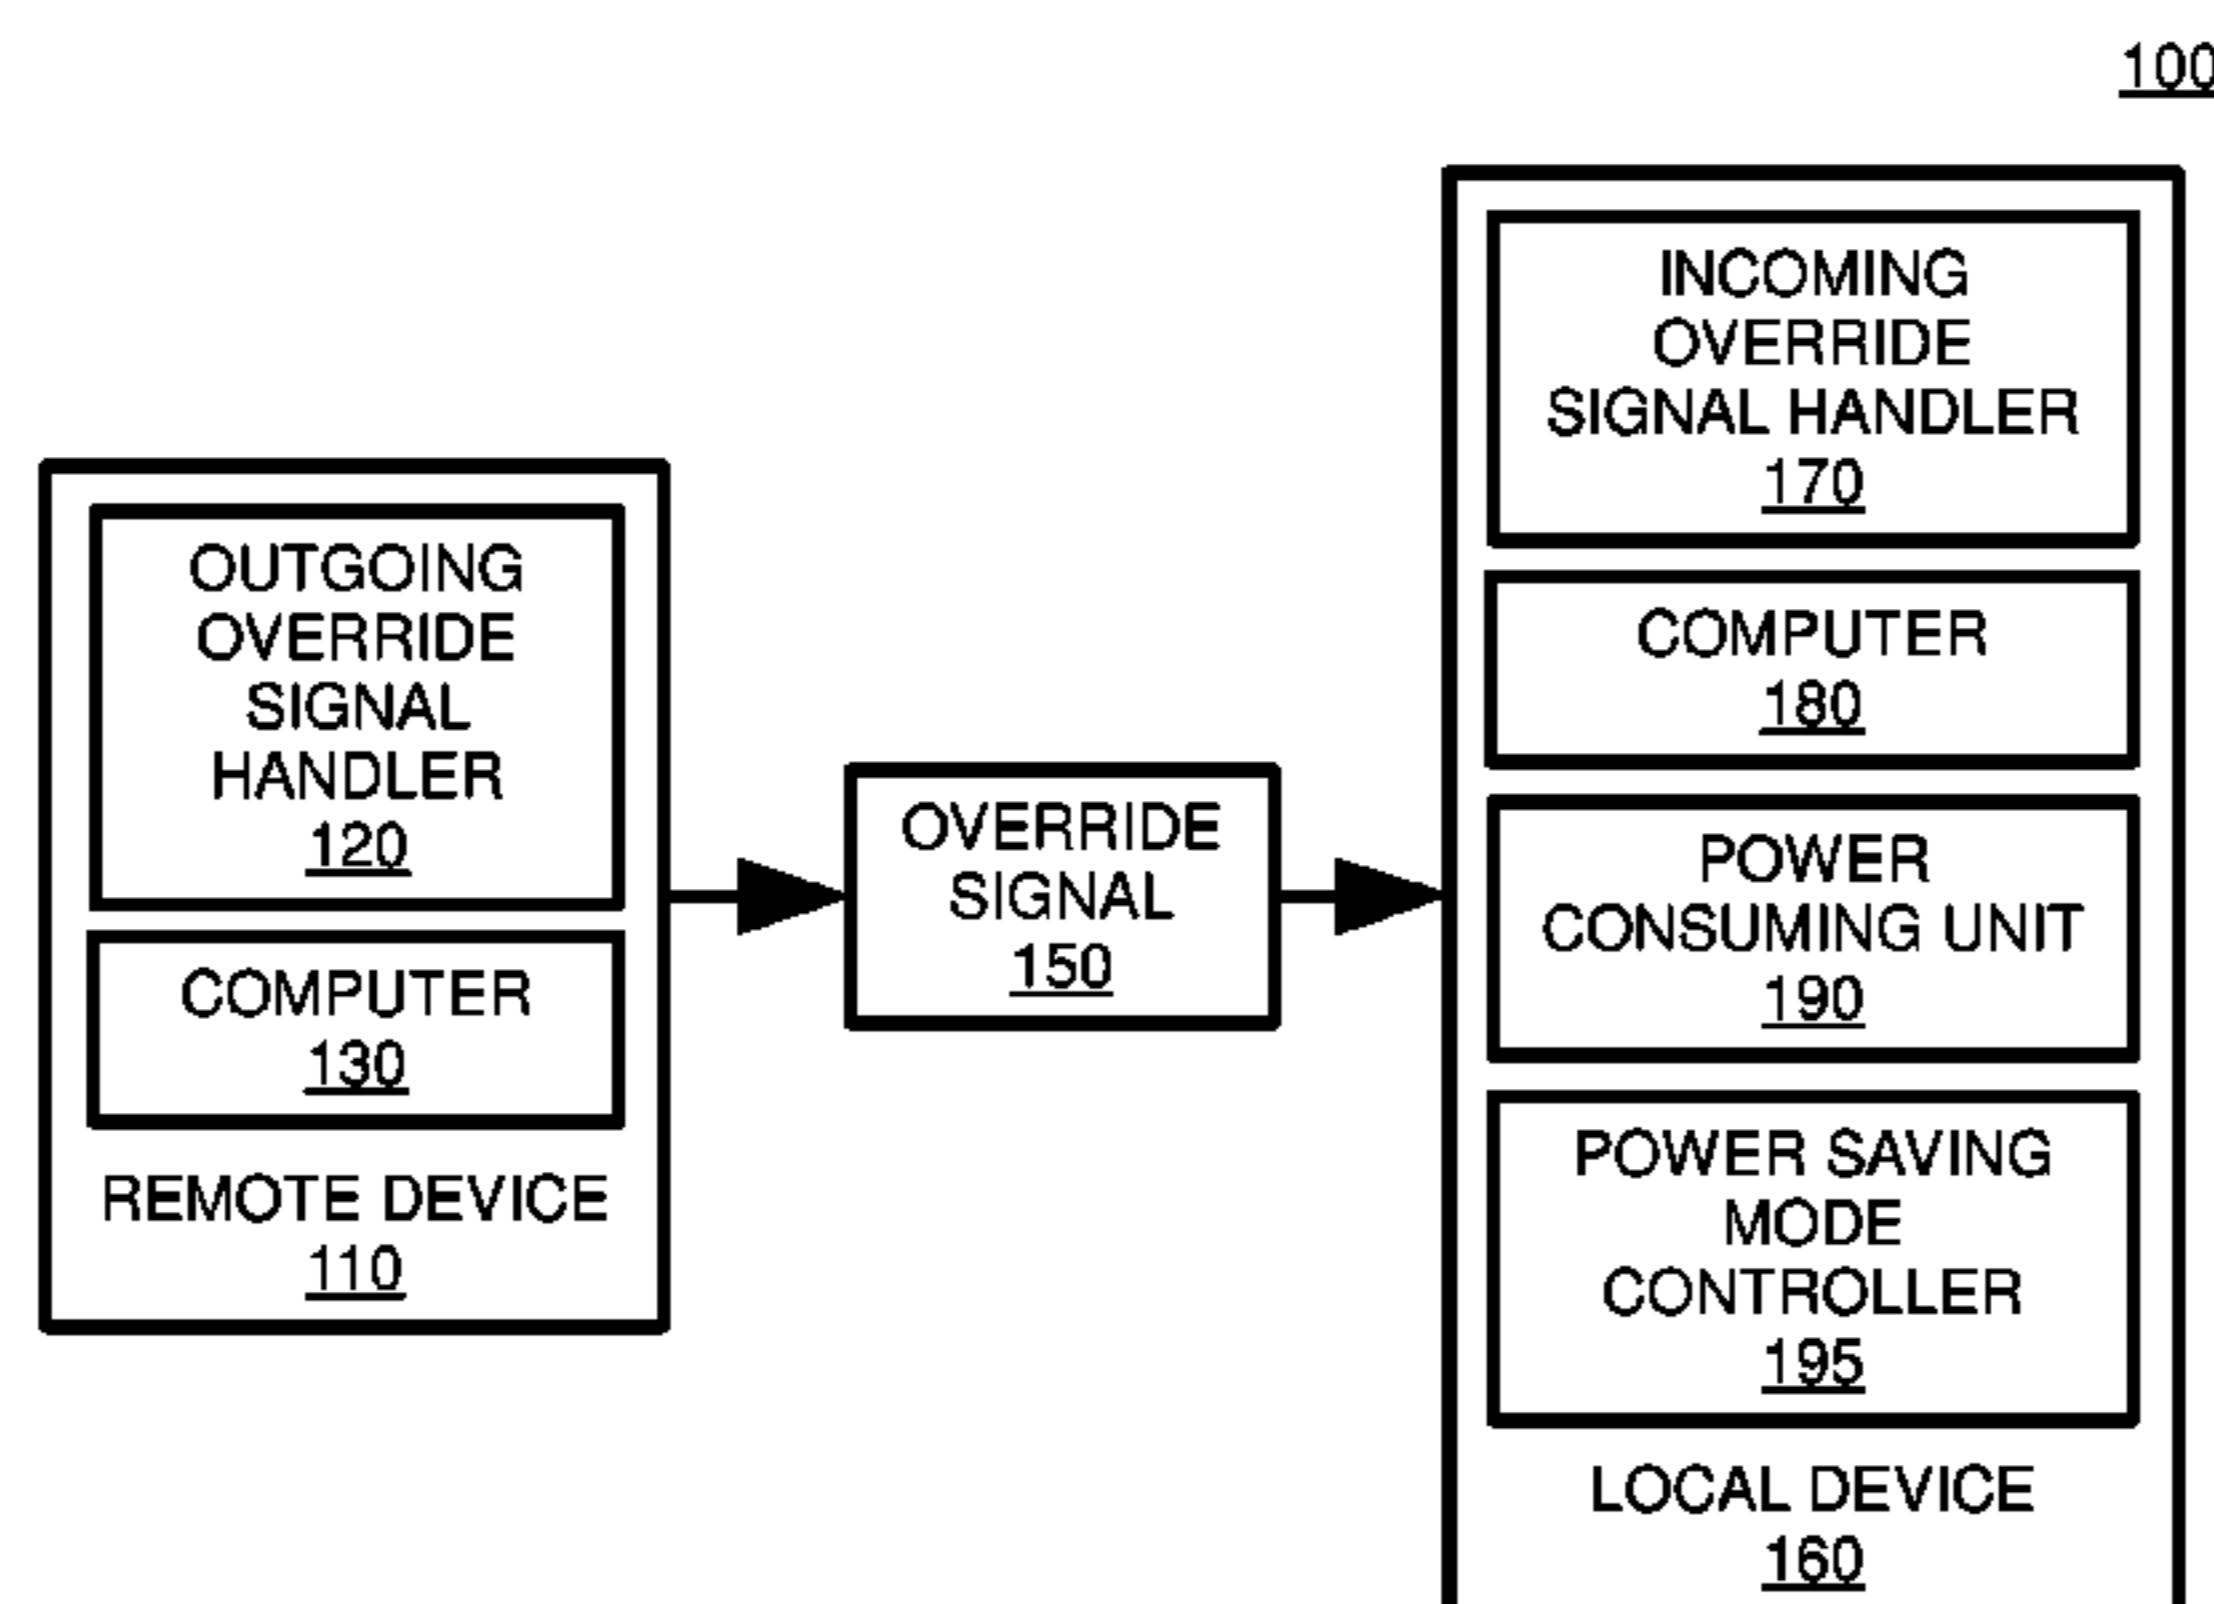 100
OUTGOING
OVERRIDE
SIGNAL
HANDLER
120
COMPUTER
130
REMOTE DEVICE
110
OVERRIDE
SIGNAL
150
INCOMING
OVERRIDE
SIGNAL HANDLER
170
COMPUTER
180
POWER
CONSUMING UNIT
190
POWER SAVING
MODE
CONTROLLER
195
LOCAL DEVICE
160